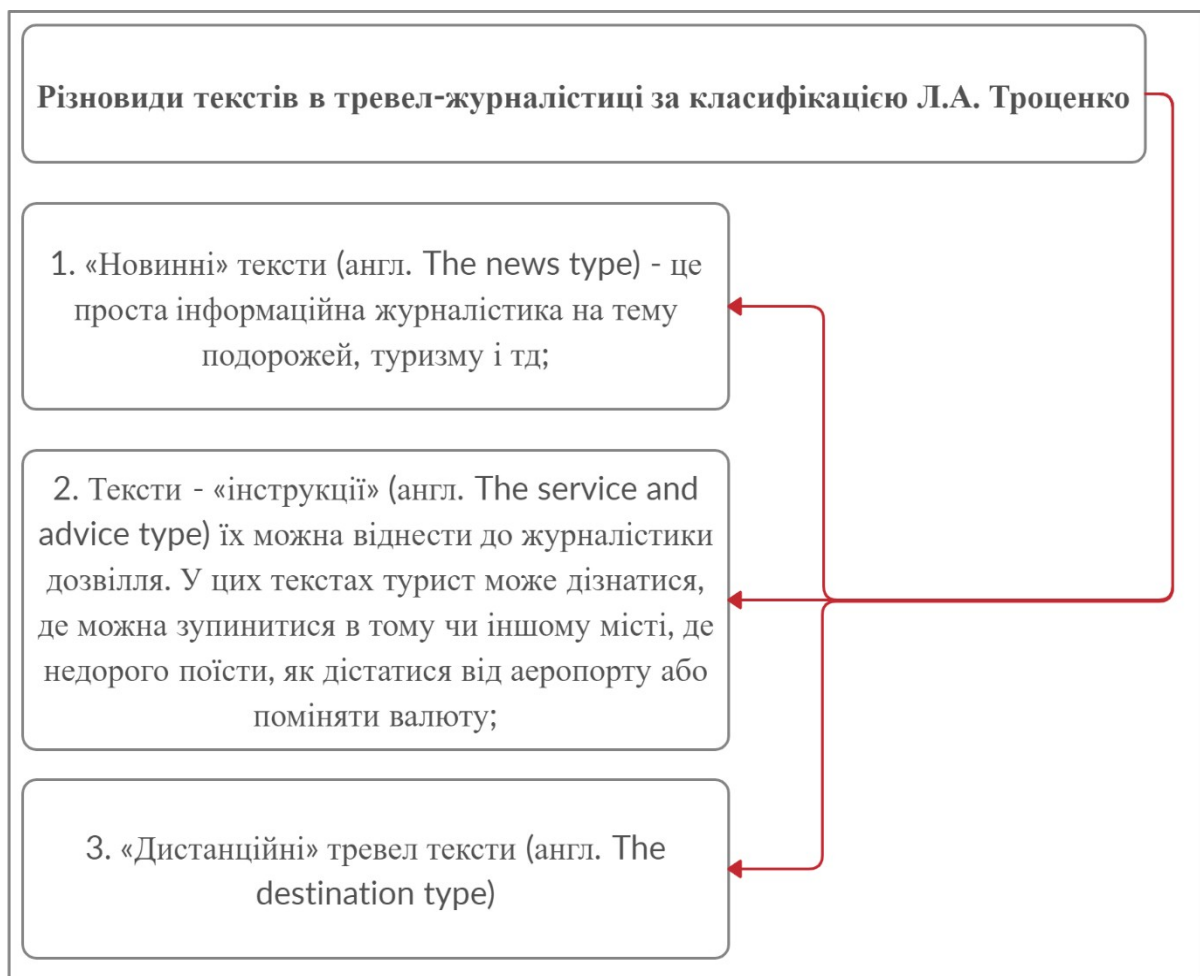 Різновиди текстів в тревел-журналістиці за класифікацією Л.А. Троценко
1. «Новинні» тексти (англ. The news type) - це
проста інформаційна журналістика на тему
подорожей, туризму і тд;
2. Тексти - «інструкції» (англ. The service and
advice type) їх можна віднести до журналістики
дозвілля. У цих текстах турист може дізнатися,
де можна зупинитися в тому чи іншому місті, де
недорого поїсти, як дістатися від аеропорту або
поміняти валюту;
3. «Дистанційні» тревел тексти (англ. The
destination type)